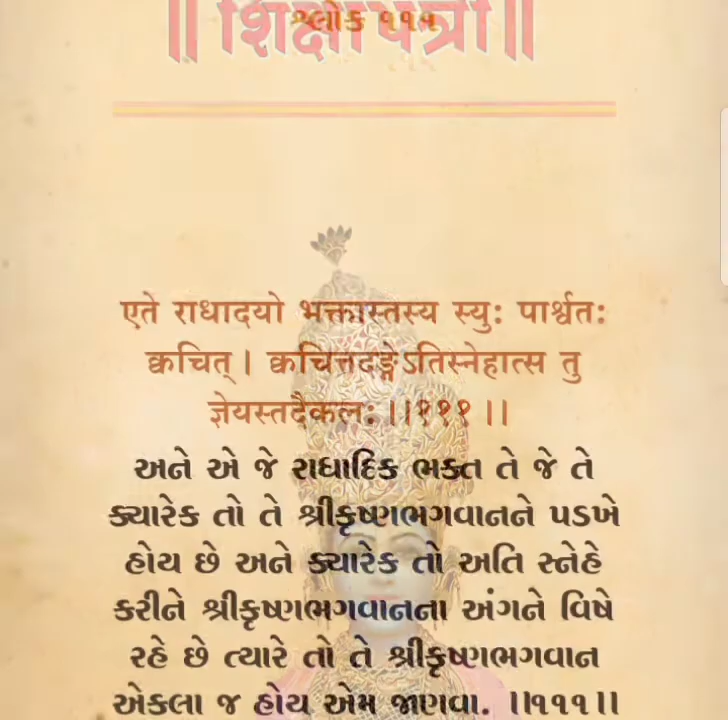 ॥ शिक्षापत्री ॥
શ્લોક ૧૧૧
एते राधादयो भक्तास्तस्य स्युः पार्श्वतः
क्वचित् । क्वचित्तदङ्गेऽतिस्नेहात्स तु
ज्ञेयस्तदैकलः ।।१११ ।।
અને એ જે રાધાદિક ભક્ત તે જે તે
ક્યારેક તો તે શ્રીકૃષ્ણભગવાનને પડખે
હોય છે અને ક્યારેક તો અતિ સ્નેહે
કરીને શ્રીકૃષ્ણભગવાનના અંગને વિષે
રહે છે ત્યારે તો તે શ્રીકૃષ્ણભગવાન
એકલા જ હોય એમ જાણવા. ।।૧૧૧।।